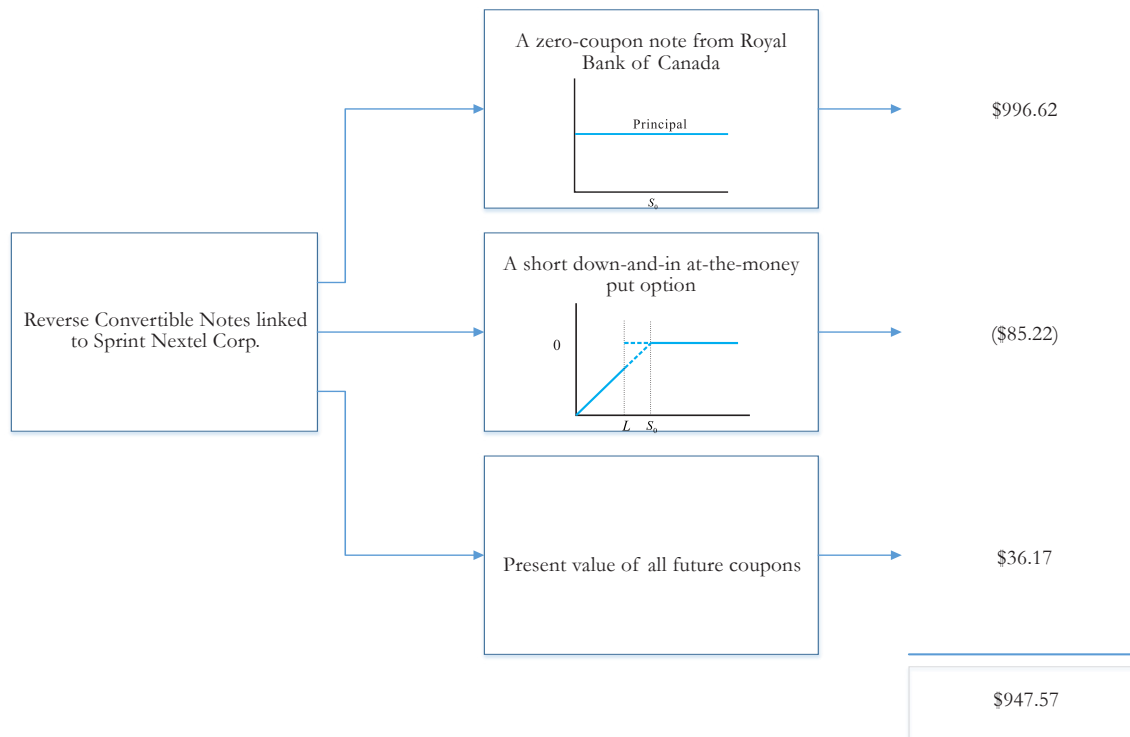 A zero-coupon note from Royal
Bank of Canada
Principal
S₀
$996.62
Reverse Convertible Notes linked
to Sprint Nextel Corp.
A short down-and-in at-the-money
put option
0
L S₀
($85.22)
Present value of all future coupons
$36.17
$947.57